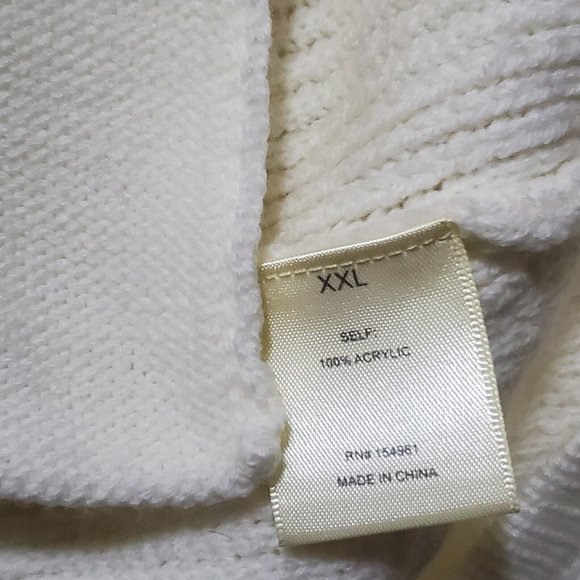 XXL
SELF:
100% ACRYLIC
RN# 154961
MADE IN CHINA